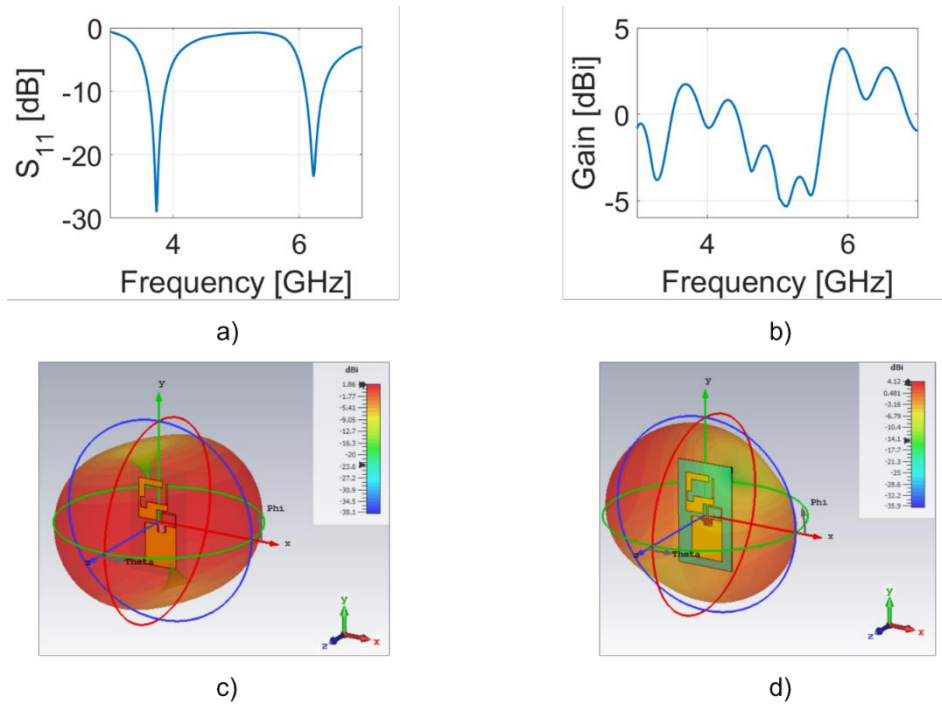 0
-10
-20
-30
S11 [dB]
4
6
Frequency [GHz]
a)
5
0
-5
Gain [dBi]
4
6
Frequency [GHz]
b)
dBi
1.86
-1.77
-5.41
-9.05
-12.7
-16.3
-20
-23.6
-27.2
-30.9
-34.5
-38.1
y
Phi
x
Theta
z
y
x
z
c)
dBi
4.12
0.481
-3.16
-6.79
-10.4
-14.1
-17.7
-21.3
-25
-28.6
-32.2
-35.9
y
Phi
x
Theta
y
x
z
d)